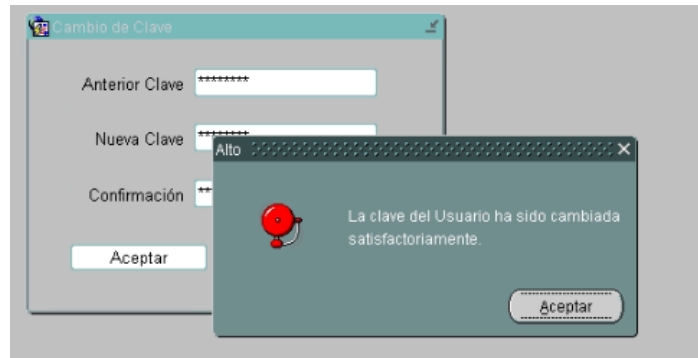 Cambio de Clave
Anterior Clave ********
Nueva Clave ********
Confirmación **
Aceptar
Alto
La clave del Usuario ha sido cambiada
satisfactoriamente.
Aceptar